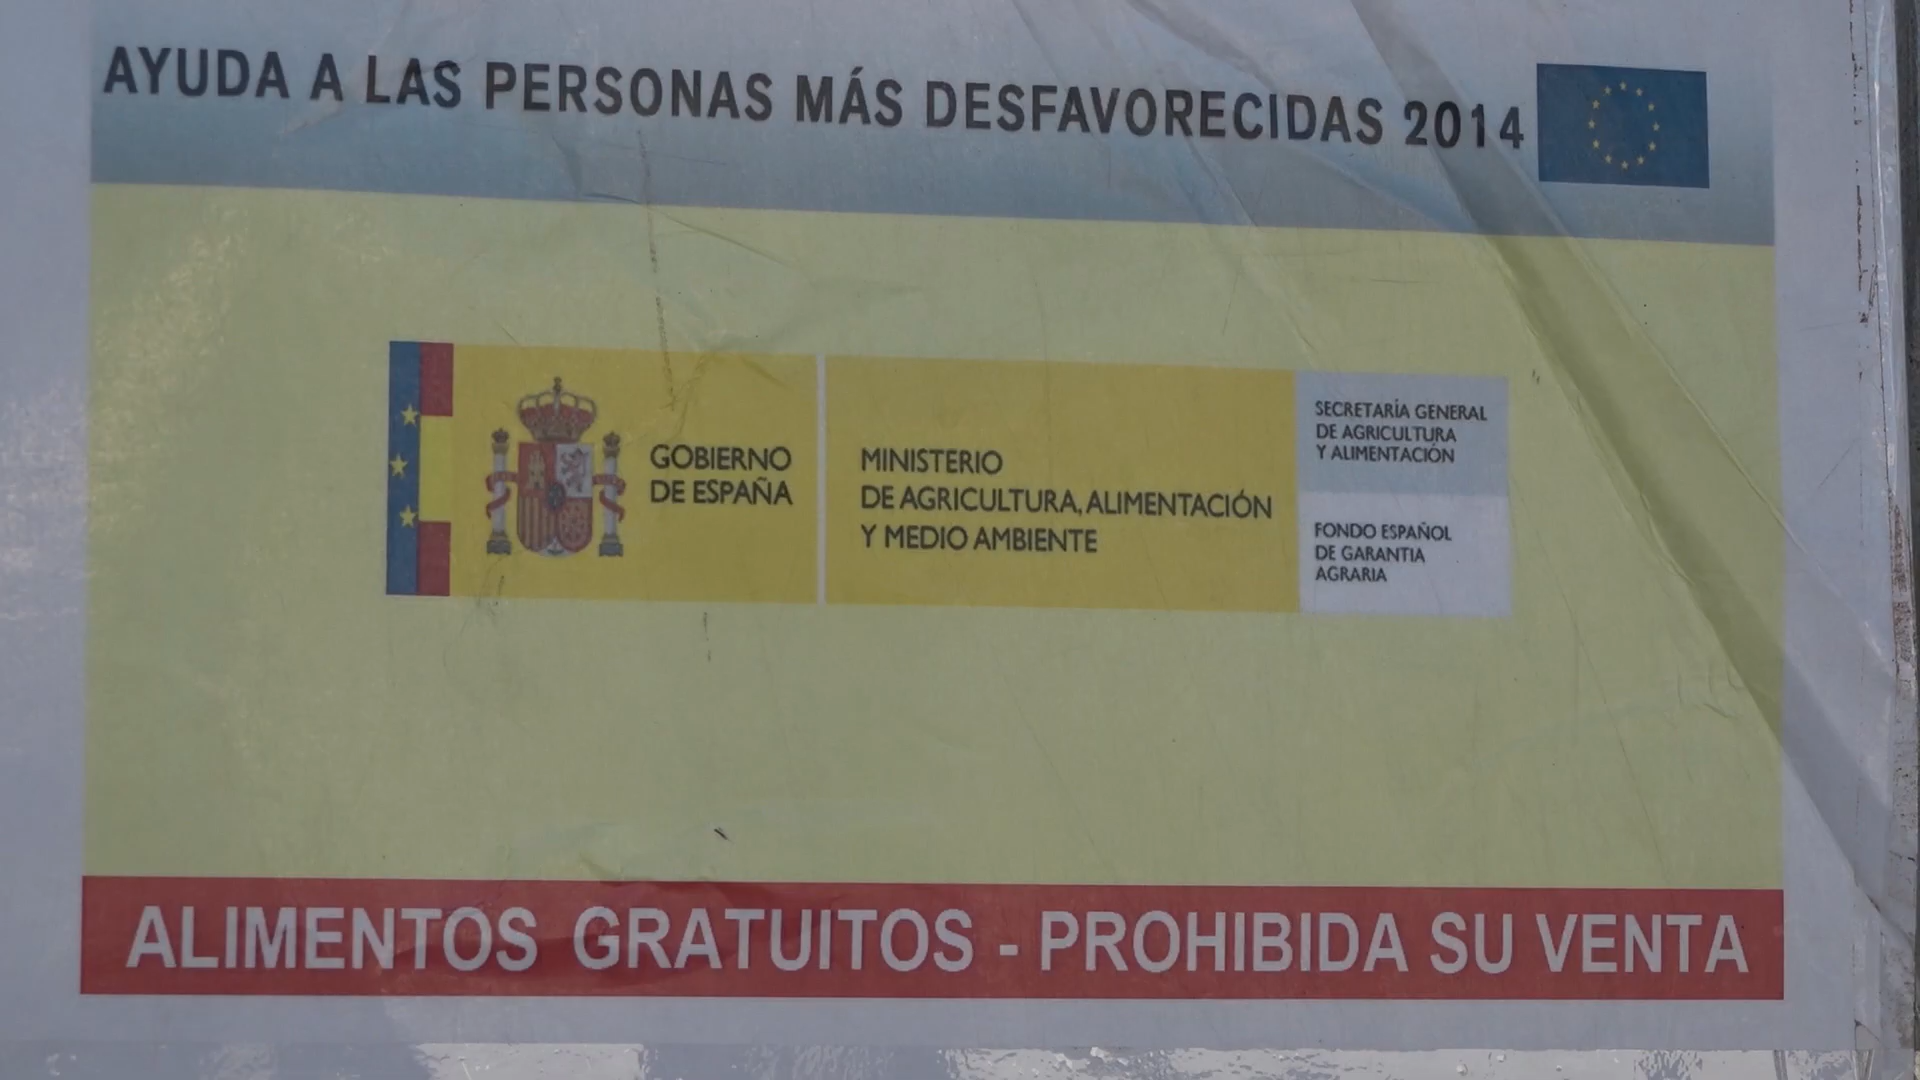 AYUDA A LAS PERSONAS MÁS DESFAVORECIDAS 2014
GOBIERNO
DE ESPAÑA
MINISTERIO
DE AGRICULTURA, ALIMENTACIÓN
Y MEDIO AMBIENTE
SECRETARÍA GENERAL
DE AGRICULTURA
Y ALIMENTACIÓN
FONDO ESPAÑOL
DE GARANTIA
AGRARIA
ALIMENTOS GRATUITOS - PROHIBIDA SU VENTA